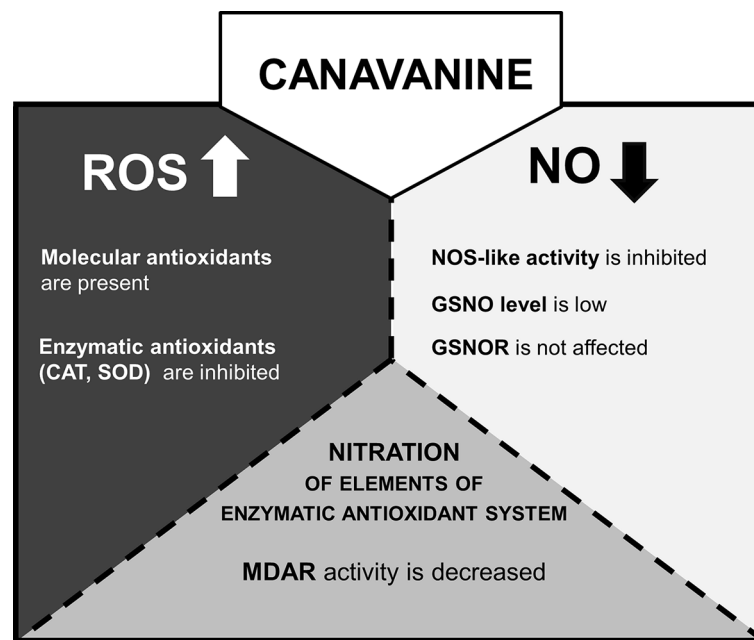 CANAVANINE
ROS
Molecular antioxidants
are present
Enzymatic antioxidants
(CAT, SOD) are inhibited
NO
NOS-like activity is inhibited
GSNO level is low
GSNOR is not affected
NITRATION
OF ELEMENTS OF
ENZYMATIC ANTIOXIDANT SYSTEM
MDAR activity is decreased